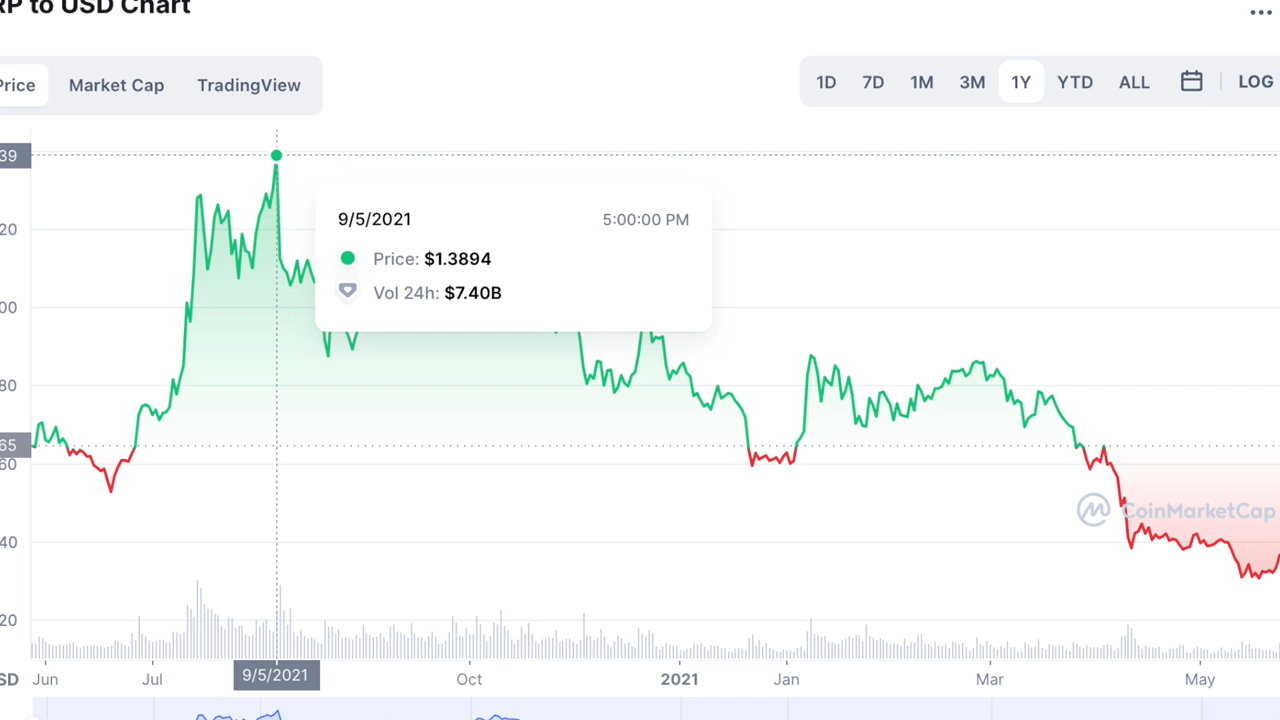 RP to USD Chart
Price Market Cap TradingView
1D 7D 1M 3M 1Y YTD ALL LOG
39
9/5/2021 5:00:00 PM
20
Price: $1.3894
Vol 24h: $7.40B
00
80
65
60
CoinMarketCap
40
20
SD Jun Jul 9/5/2021 Oct 2021 Jan Mar May